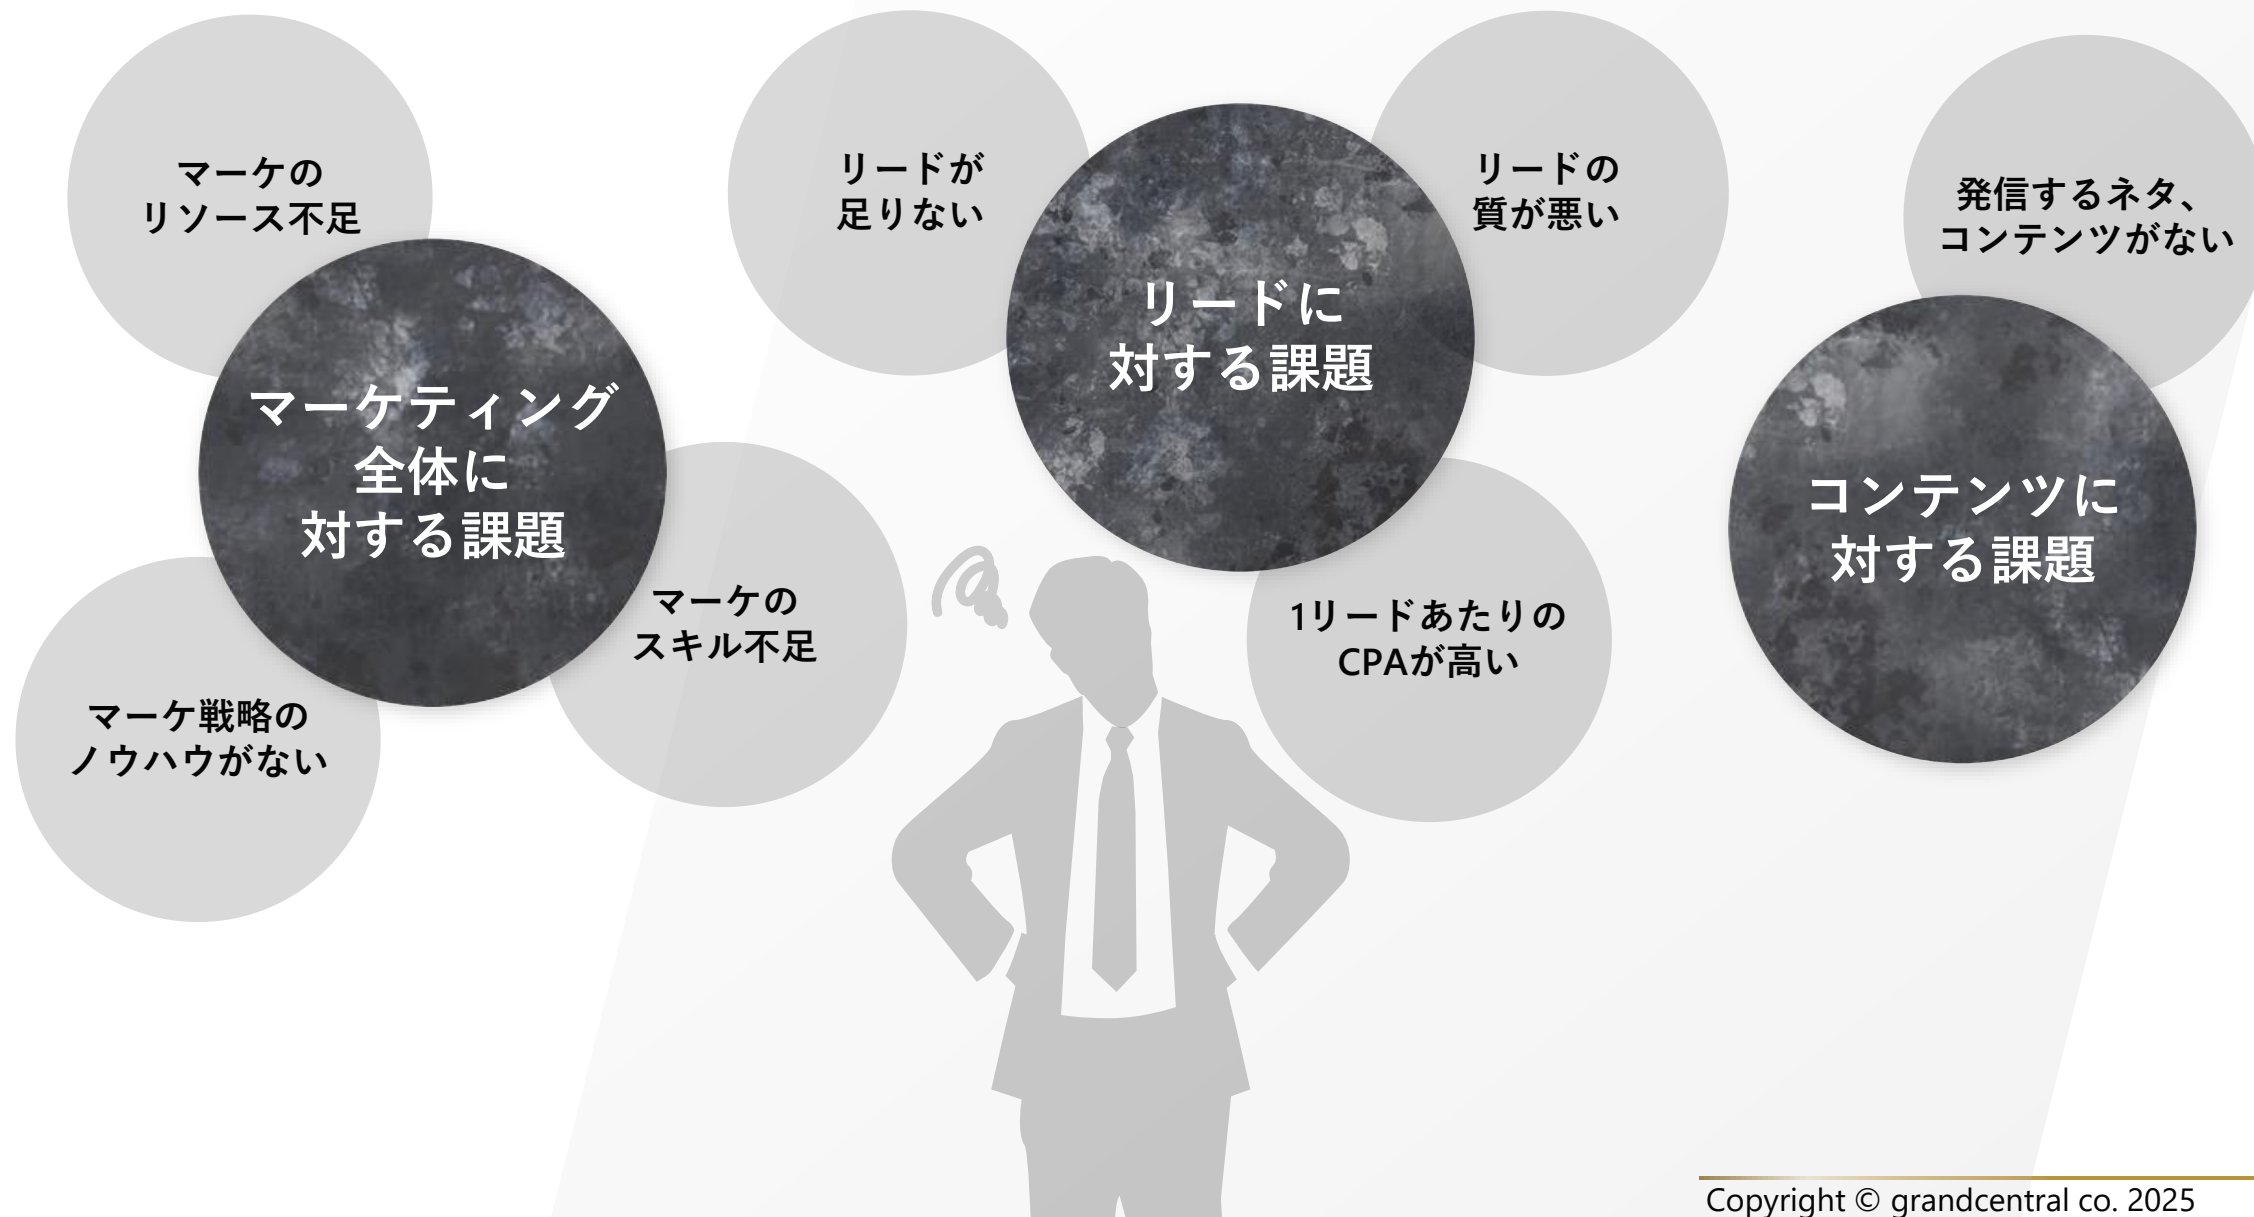 マーケの
リソース不足
マーケティング
全体に
対する課題
マーケ戦略の
ノウハウがない
マーケの
スキル不足
リードが
足りない
リードに
対する課題
リードの
質が悪い
1リードあたりの
CPAが高い
発信するネタ、
コンテンツがない
コンテンツに
対する課題
Copyright © grandcentral co. 2025